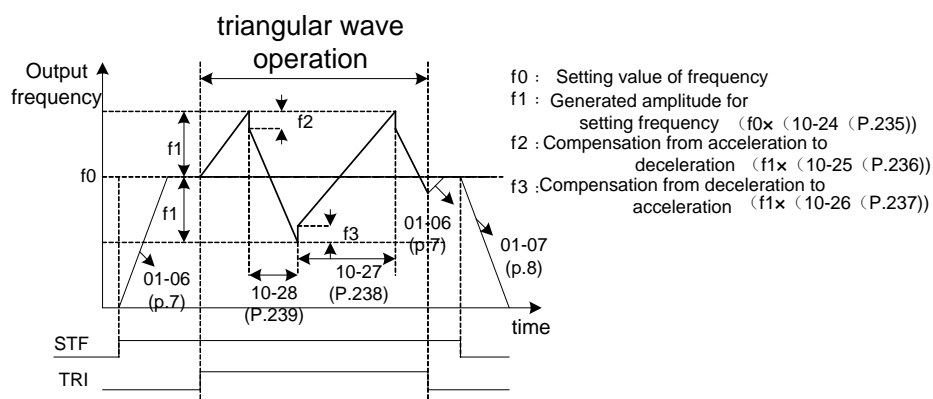 triangular wave
operation
Output
frequency
f2
f1
f0
f1
f3
01-06
(p.7)
10-28
(P.239)
10-27
(P.238)
01-06
(p.7)
01-07
(p.8)
time
STF
TRI
f0： Setting value of frequency
f1：Generated amplitude for
setting frequency （f0×（10-24（P.235））
f2：Compensation from acceleration to
deceleration （f1×（10-25（P.236））
f3：Compensation from deceleration to
acceleration （f1×（10-26（P.237））